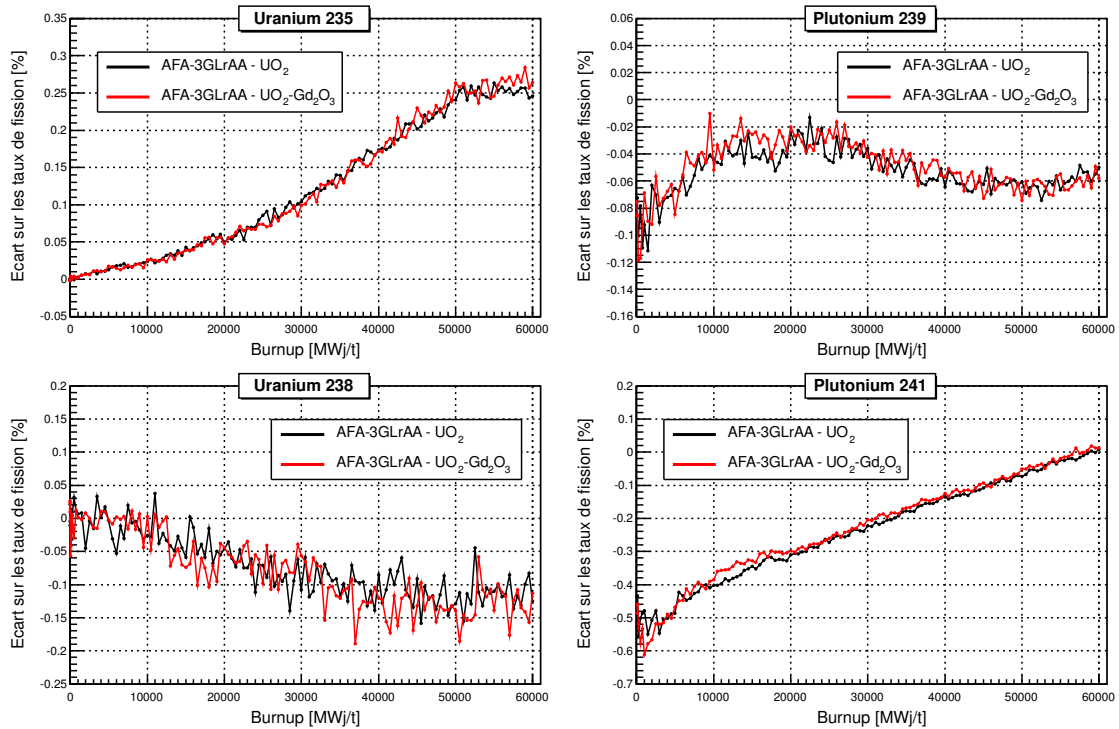 Uranium 235
Ecart sur les taux de fission [%]
0.35
0.3
0.25
0.2
0.15
0.1
0.05
0
-0.05
AFA-3GLrAA - UO₂
AFA-3GLrAA - UO₂-Gd₂O₃
0 10000 20000 30000 40000 50000 60000
Burnup [MWj/t]
Plutonium 239
Ecart sur les taux de fission [%]
0.06
0.04
0.02
0
-0.02
-0.04
-0.06
-0.08
-0.1
-0.12
-0.14
-0.16
AFA-3GLrAA - UO₂
AFA-3GLrAA - UO₂-Gd₂O₃
0 10000 20000 30000 40000 50000 60000
Burnup [MWj/t]
Uranium 238
Ecart sur les taux de fission [%]
0.2
0.15
0.1
0.05
0
-0.05
-0.1
-0.15
-0.2
-0.25
AFA-3GLrAA - UO₂
AFA-3GLrAA - UO₂-Gd₂O₃
0 10000 20000 30000 40000 50000 60000
Burnup [MWj/t]
Plutonium 241
Ecart sur les taux de fission [%]
0.2
0.1
0
-0.1
-0.2
-0.3
-0.4
-0.5
-0.6
-0.7
AFA-3GLrAA - UO₂
AFA-3GLrAA - UO₂-Gd₂O₃
0 10000 20000 30000 40000 50000 60000
Burnup [MWj/t]